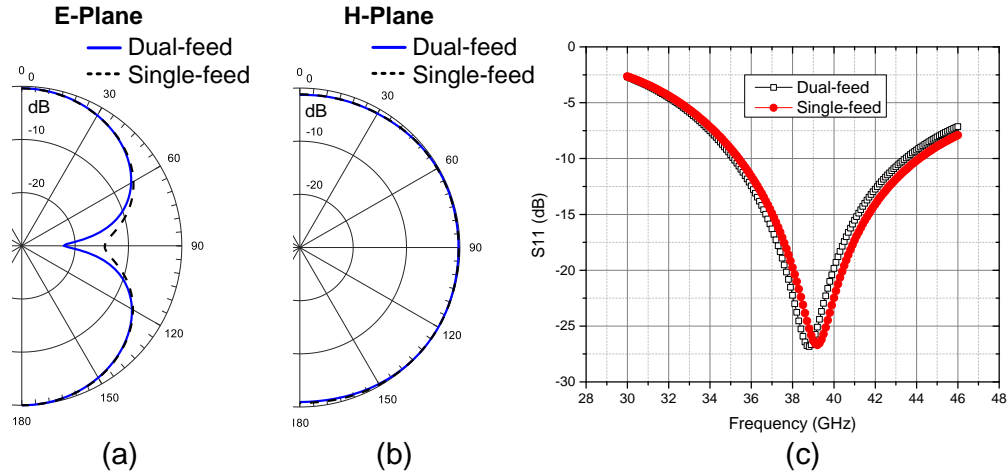 E-Plane
Dual-feed
Single-feed
0
0
dB
-10
-20
30
60
90
120
150
180
(a)
H-Plane
Dual-feed
Single-feed
0
0
dB
-10
-20
30
60
90
120
150
180
(b)
0
-5
-10
-15
-20
-25
-30
S11 (dB)
Dual-feed
Single-feed
28 30 32 34 36 38 40 42 44 46 48
Frequency (GHz)
(c)